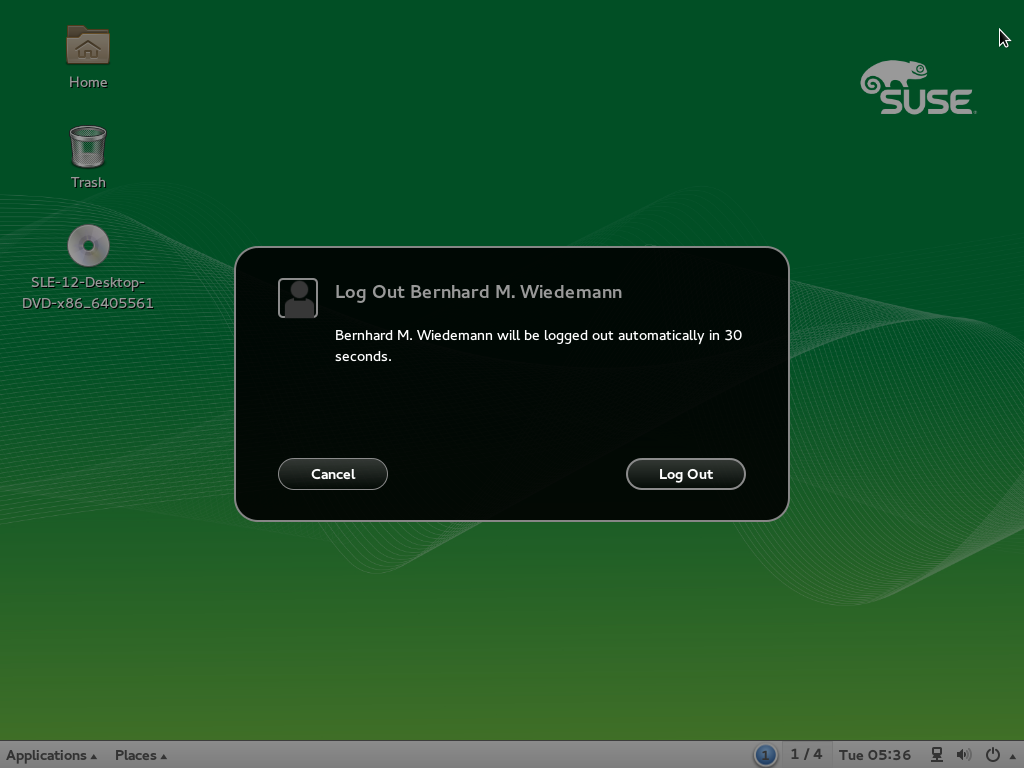 Home
SUSE
Trash
SLE-12-Desktop-
DVD-x86_6405561
Log Out Bernhard M. Wiedemann
Bernhard M. Wiedemann will be logged out automatically in 30
seconds.
Cancel
Log Out
Applications
Places
1
1 / 4
Tue 05:36